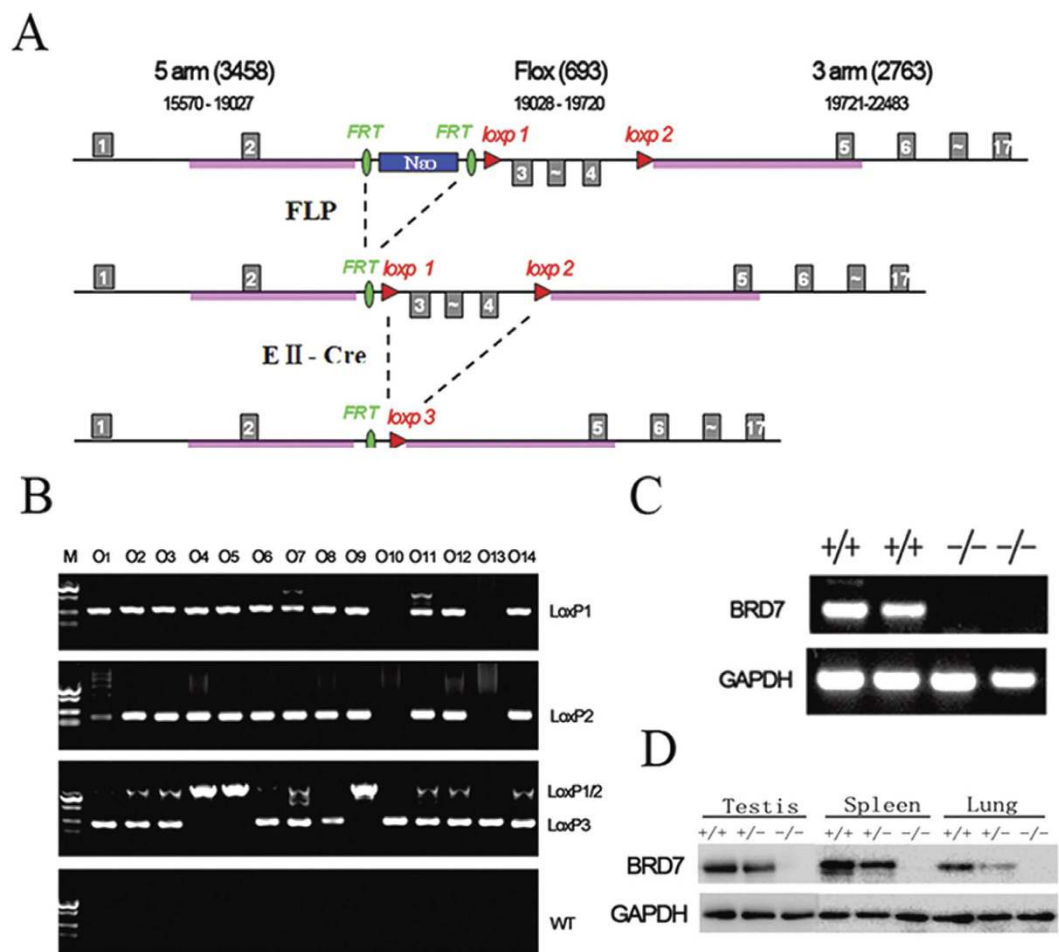 A
5 arm (3458) Flox (693) 3 arm (2763)
15570 - 19027 19028 - 19720 19721-22483
FRT FRT loxp 1 loxp 2
1 2 Neo 3 ~ 4 5 6 ~ 17
FLP
FRT loxp 1 loxp 2
1 2 3 ~ 4 5 6 ~ 17
E II - Cre
FRT loxp 3
1 2 5 6 ~ 17
B
M O1 O2 O3 O4 O5 O6 O7 O8 O9 O10 O11 O12 O13 O14
LoxP1
LoxP2
LoxP1/2
LoxP3
WT
C
+/+ +/+ -/- -/-
BRD7
GAPDH
D
Testis Spleen Lung
+/+ +/- -/- +/+ +/- -/- +/+ +/- -/-
BRD7
GAPDH